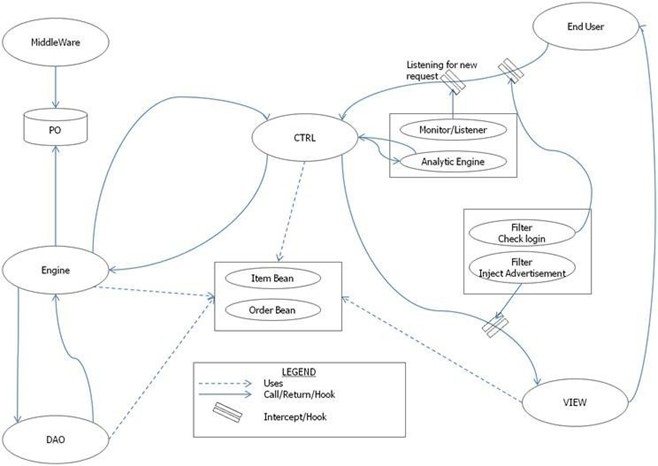 MiddleWare
End User
Listening for new
request
PO
CTRL
Monitor/Listener
Analytic Engine
Filter
Check login
Filter
Inject Advertisement
Engine
Item Bean
Order Bean
LEGEND
Uses
Call/Return/Hook
Intercept/Hook
VIEW
DAO